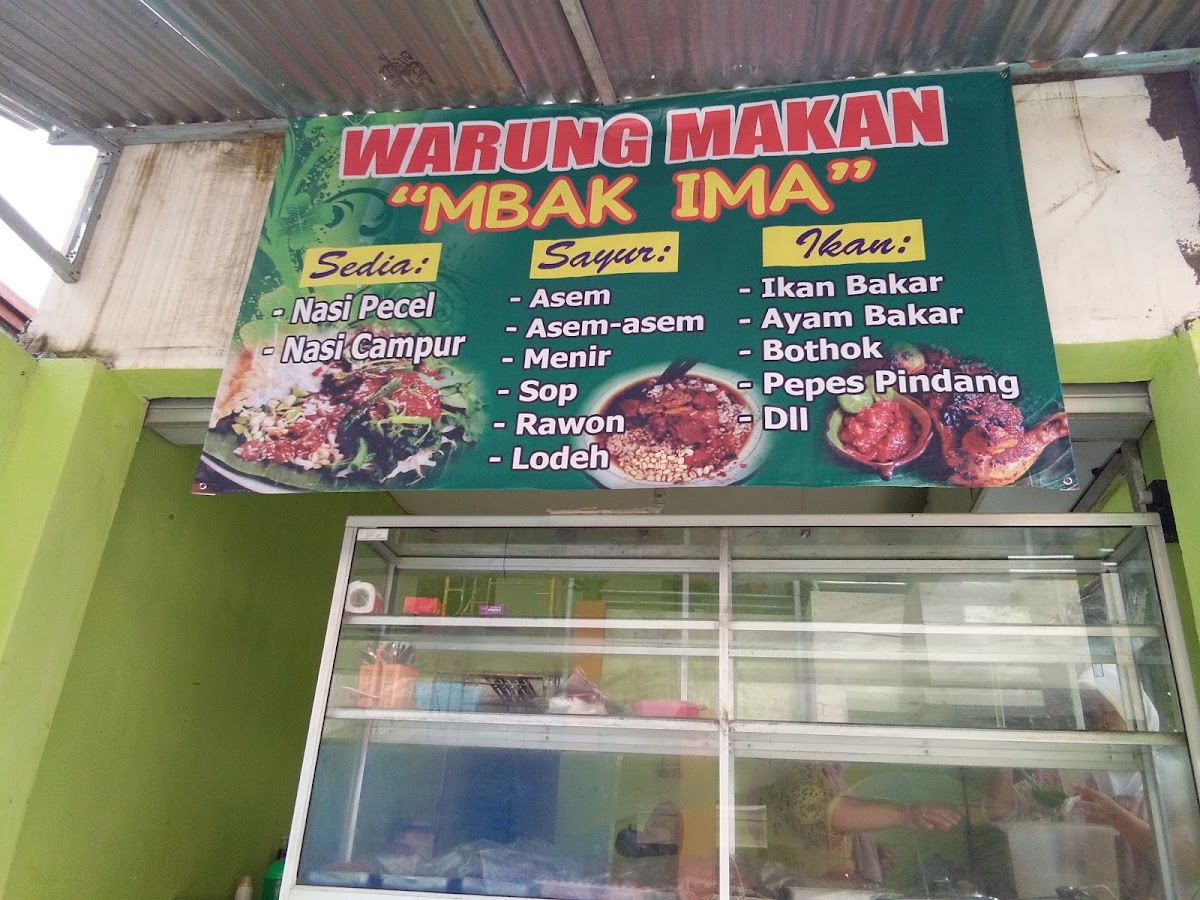 WARUNG MAKAN
“MBAK IMA”
Sedia:
- Nasi Pecel
- Nasi Campur
Sayur:
- Asem
- Asem-asem
- Menir
- Sop
- Rawon
- Lodeh
Ikan:
- Ikan Bakar
- Ayam Bakar
- Bothok
- Pepes Pindang
- Dll